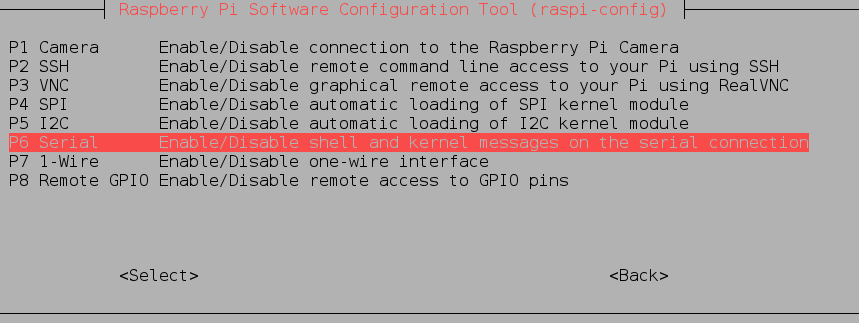 Raspberry Pi Software Configuration Tool (raspi-config)
P1 Camera Enable/Disable connection to the Raspberry Pi Camera
P2 SSH Enable/Disable remote command line access to your Pi using SSH
P3 VNC Enable/Disable graphical remote access to your Pi using RealVNC
P4 SPI Enable/Disable automatic loading of SPI kernel module
P5 I2C Enable/Disable automatic loading of I2C kernel module
P6 Serial Enable/Disable shell and kernel messages on the serial connection
P7 1-Wire Enable/Disable one-wire interface
P8 Remote GPIO Enable/Disable remote access to GPIO pins
<Select> <Back>